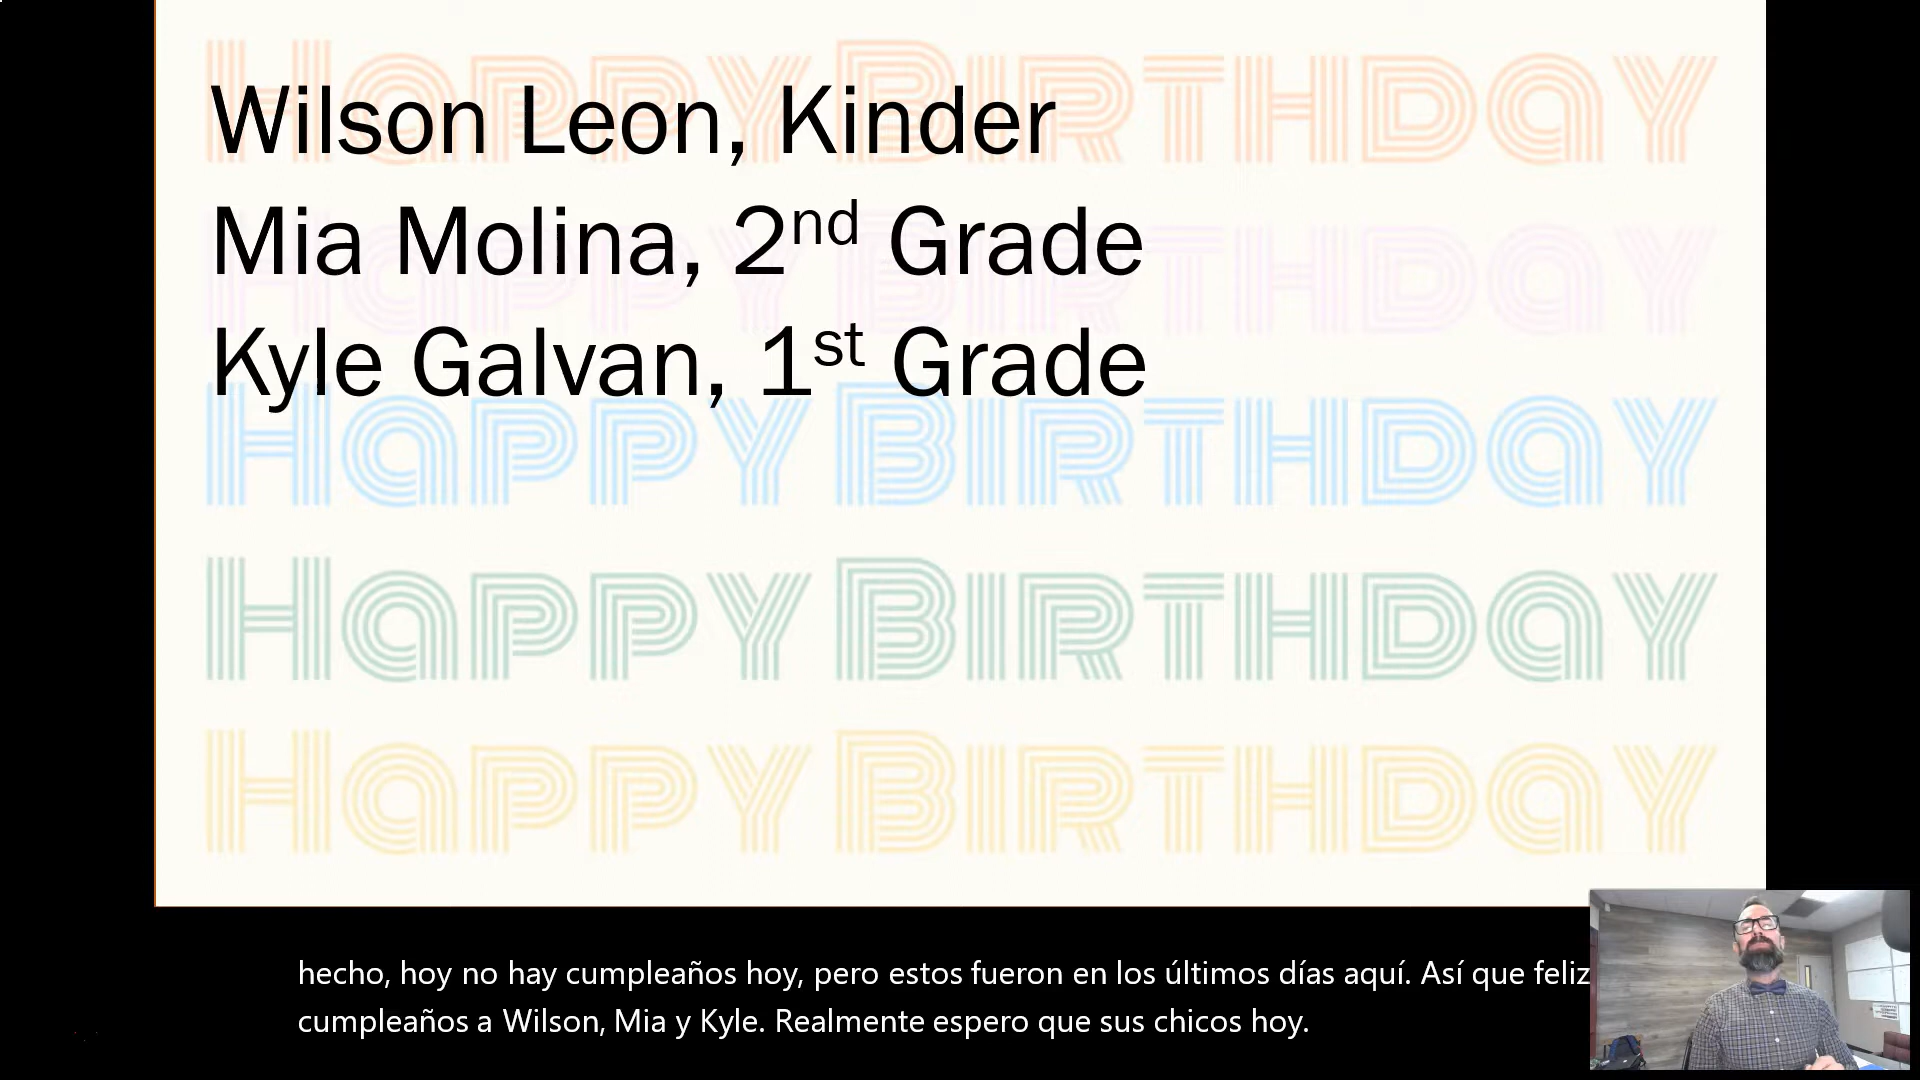 Happy Birthday
Wilson Leon, Kinder
Happy Birthday
Mia Molina, 2nd Grade
Kyle Galvan, 1st Grade
Happy Birthday
Happy Birthday
Happy Birthday
hecho, hoy no hay cumpleaños hoy, pero estos fueron en los últimos días aquí. Así que feliz
cumpleaños a Wilson, Mia y Kyle. Realmente espero que sus chicos hoy.